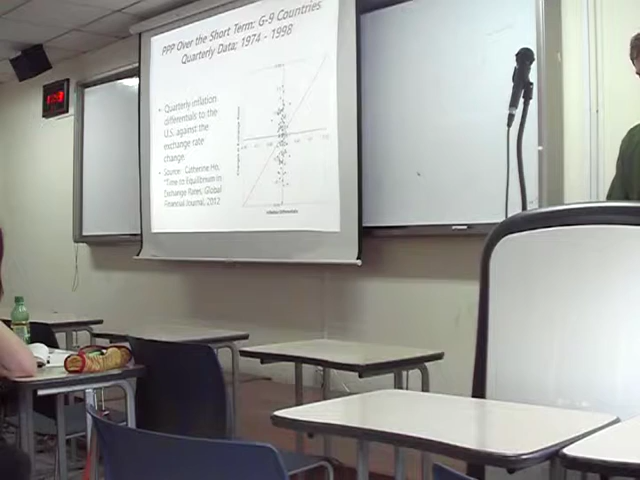 PPP Over the Short Term: G-9 Countries
Quarterly Data; 1974 - 1998
• Quarterly inflation
differentials to the
U.S. against the
exchange rate
change.
• Source: Catherine Ho,
"Time to Equilibrium in
Exchange Rates, Global
Financial Journal, 2012